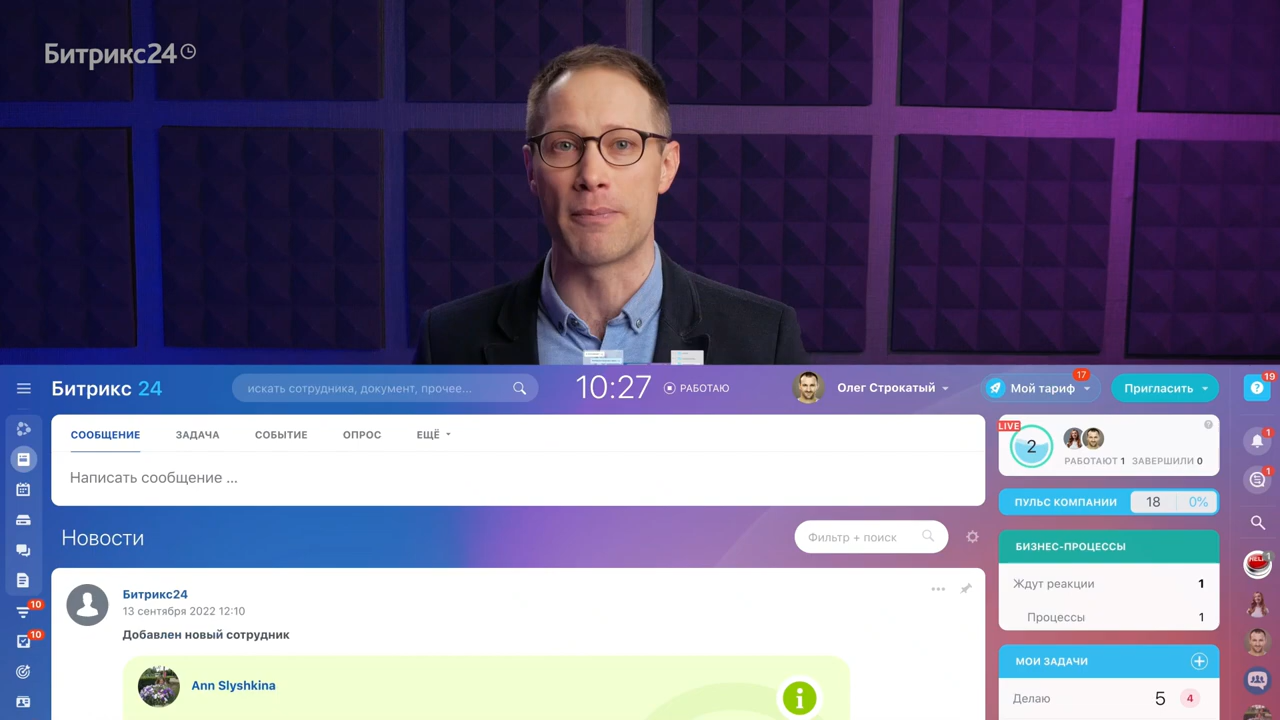 Битрикс24
Битрикс 24
искать сотрудника, документ, прочее...
10:27
РАБОТАЮ
Олег Строкатый
Мой тариф
17
Пригласить
19
СООБЩЕНИЕ
ЗАДАЧА
СОБЫТИЕ
ОПРОС
ЕЩЁ
Написать сообщение ...
LIVE
2
РАБОТАЮТ 1 ЗАВЕРШИЛИ 0
1
1
ПУЛЬС КОМПАНИИ 18 0%
Новости
Фильтр + поиск
БИЗНЕС-ПРОЦЕССЫ
Ждут реакции 1
Процессы 1
1
Битрикс24
13 сентября 2022 12:10
Добавлен новый сотрудник
10
10
Ann Slyshkina
МОИ ЗАДАЧИ
Делаю 5 4